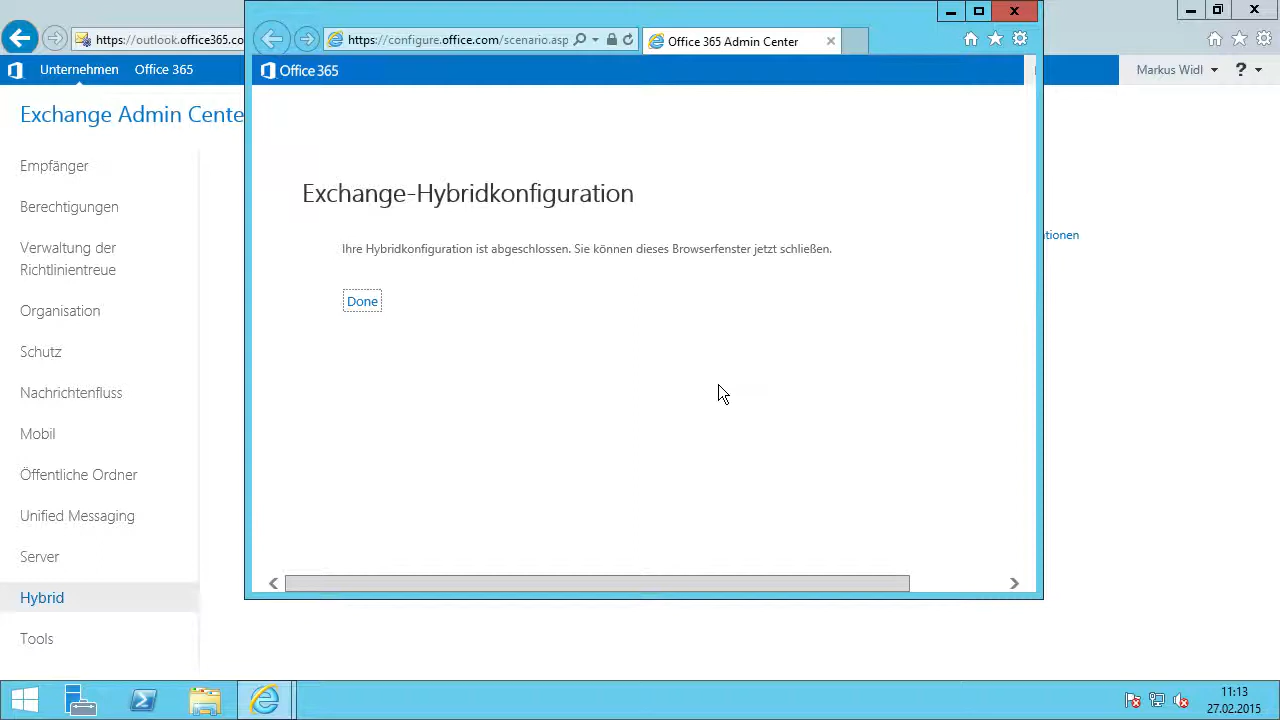 https://outlook.office365.co
https://configure.office.com/scenario.asp
Office 365 Admin Center
Unternehmen
Office 365
Office 365
Markus Widl
?
Exchange Admin Cente
Empfänger
Berechtigungen
Verwaltung der
Richtlinientreue
Organisation
Schutz
Nachrichtenfluss
Mobil
Öffentliche Ordner
Unified Messaging
Server
Hybrid
Tools
Exchange-Hybridkonfiguration
Ihre Hybridkonfiguration ist abgeschlossen. Sie können dieses Browserfenster jetzt schließen.
Done
tionen
11:13
27.02.2015